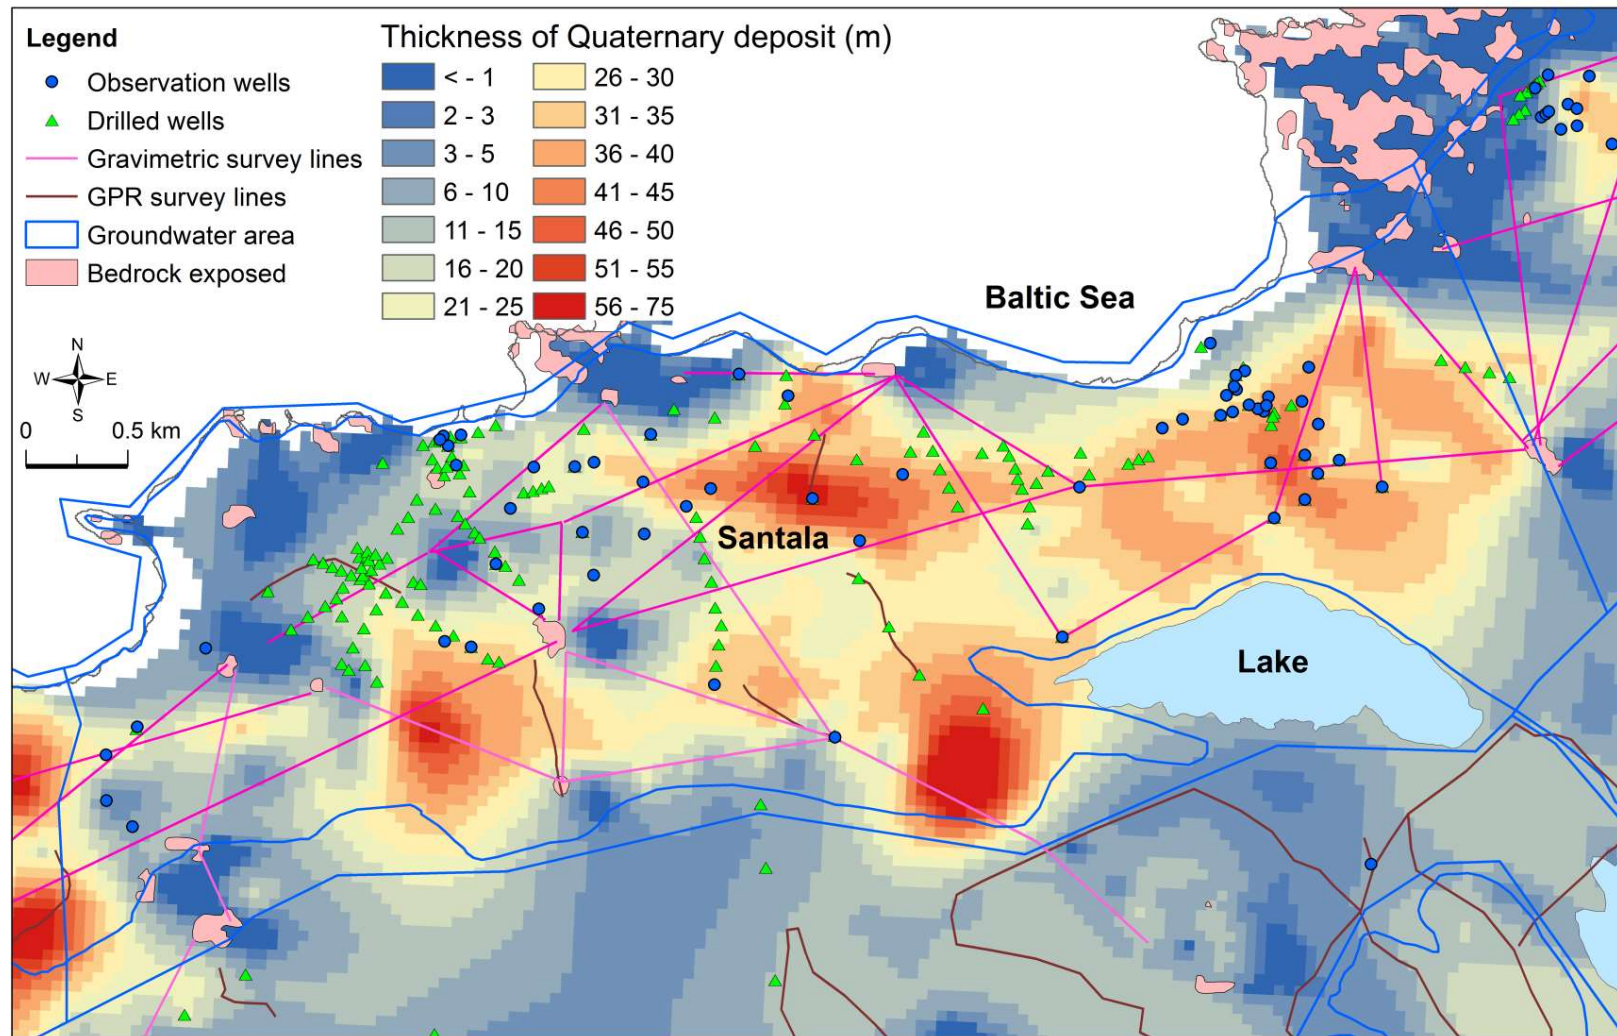 Legend
Observation wells
Drilled wells
Gravimetric survey lines
GPR survey lines
Groundwater area
Bedrock exposed
Thickness of Quaternary deposit (m)
< - 1
2 - 3
3 - 5
6 - 10
11 - 15
16 - 20
21 - 25
26 - 30
31 - 35
36 - 40
41 - 45
46 - 50
51 - 55
56 - 75
N
W E
S
0 0.5 km
Baltic Sea
Santala
Lake